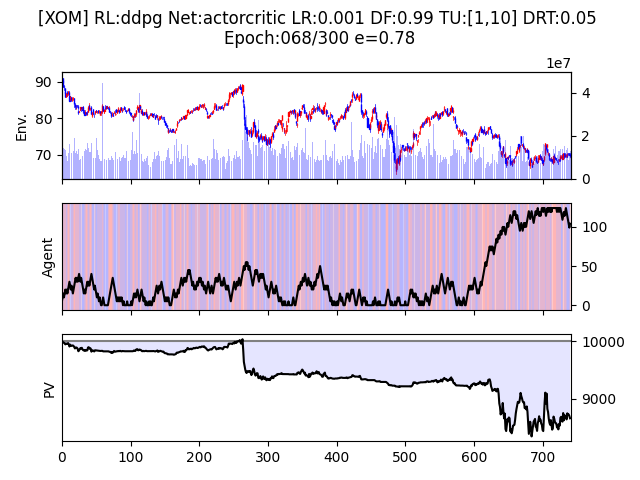 [XOM] RL:ddpg Net:actorcritic LR:0.001 DF:0.99 TU:[1,10] DRT:0.05
Epoch:068/300 e=0.78
1e7
90
80
70
Env.
4
2
0
Agent
100
50
0
PV
10000
9000
0 100 200 300 400 500 600 700